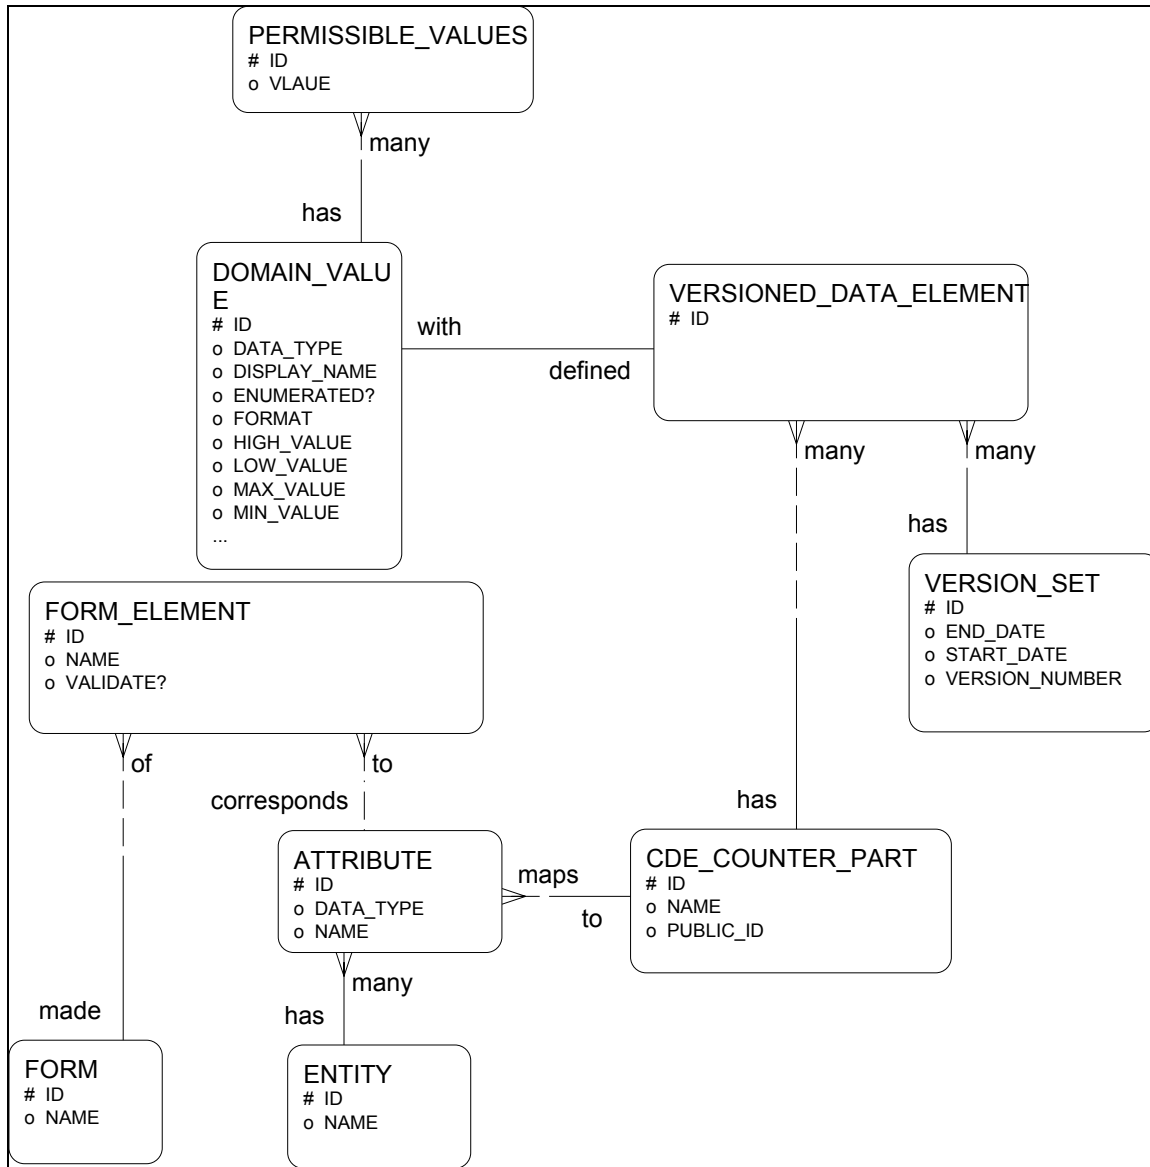 PERMISSIBLE_VALUES
# ID
o VLAUE
many
has
DOMAIN_VALU
E
# ID
o DATA_TYPE
o DISPLAY_NAME
o ENUMERATED?
o FORMAT
o HIGH_VALUE
o LOW_VALUE
o MAX_VALUE
o MIN_VALUE
...
with
defined
VERSIONED_DATA_ELEMENT
# ID
many
many
has
VERSION_SET
# ID
o END_DATE
o START_DATE
o VERSION_NUMBER
FORM_ELEMENT
# ID
o NAME
o VALIDATE?
of
to
corresponds
has
ATTRIBUTE
# ID
o DATA_TYPE
o NAME
maps
to
CDE_COUNTER_PART
# ID
o NAME
o PUBLIC_ID
many
has
made
FORM
# ID
o NAME
ENTITY
# ID
o NAME